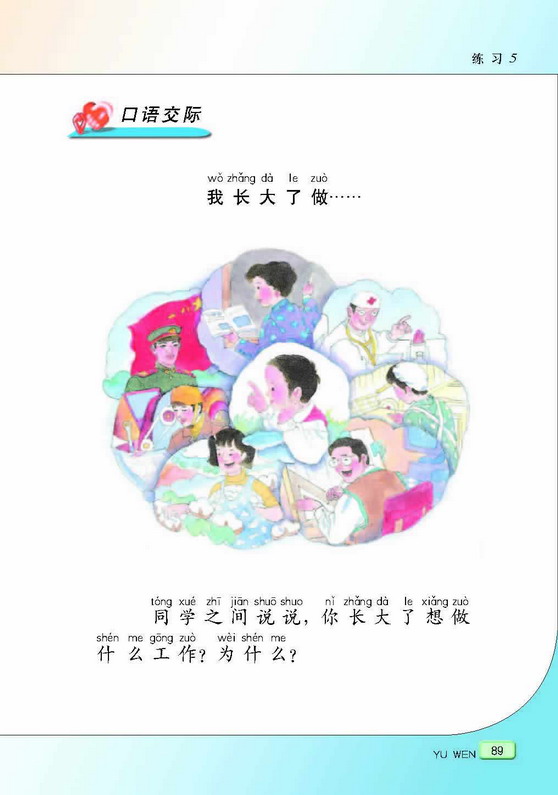 练习5
口语交际
wǒ zhǎng dà le zuò
我长大了做……
tóng xué zhī jiān shuō shuo nǐ zhǎng dà le xiǎng zuò
同学之间说说，你长大了想做
shén me gōng zuò wèi shén me
什么工作？为什么？
YU WEN 89